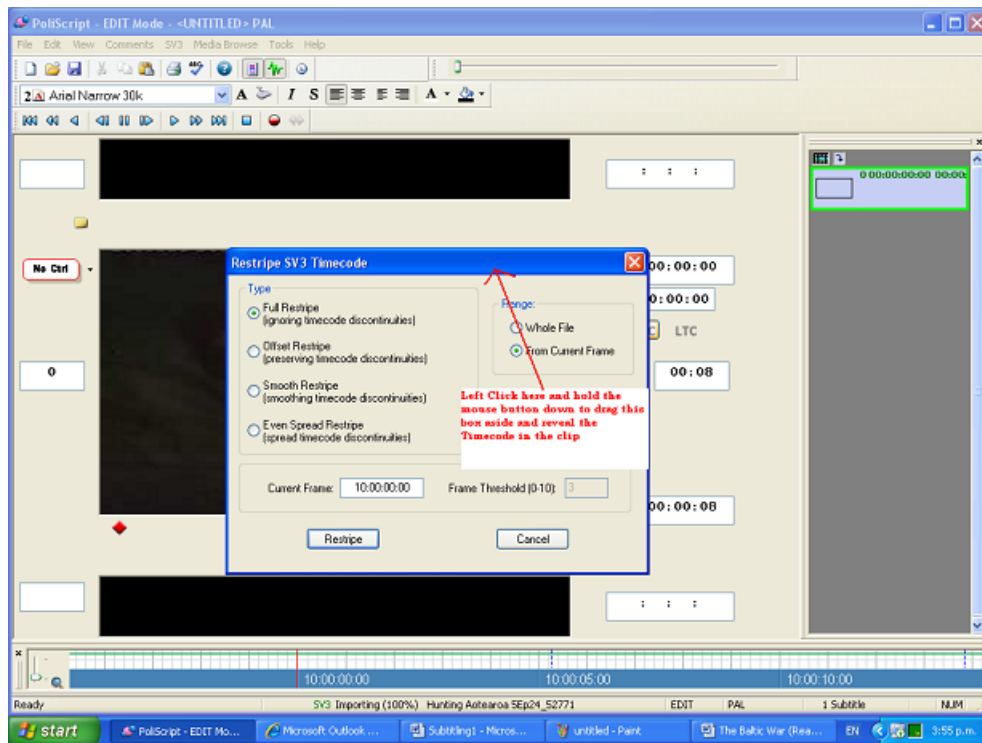 PoliScript - EDIT Mode - <UNTITLED> PAL
File Edit View Comments SV3 Media Browse Tools Help
2 Arial Narrow 30k
A I S A
: : :
0 00:00:00:00 00:00:
No Ctrl
Restripe SV3 Timecode
00:00:00
Type
Full Restripe
(ignoring timecode discontinuities)
Range:
0:00:00
Whole File
Offset Restripe
(preserving timecode discontinuities)
From Current Frame
C LTC
0
00:08
Smooth Restripe
(smoothing timecode discontinuities)
Left Click here and hold the
mouse button down to drag this
box aside and reveal the
Timecode in the clip
Even Spread Restripe
(spread timecode discontinuities)
Current Frame: 10:00:00:00 Frame Threshold (0-10): 3
00:00:08
Restripe Cancel
: : :
10:00:00:00 10:00:05:00 10:00:10:00
Ready SV3 Importing (100%) Hunting Aotearoa SEp24_52771 EDIT PAL 1 Subtitle NUM
start PoliScript - EDIT Mo... Microsoft Outlook ... Subtitling1 - Micros... untitled - Paint The Baltic War (Rea... EN 3:55 p.m.